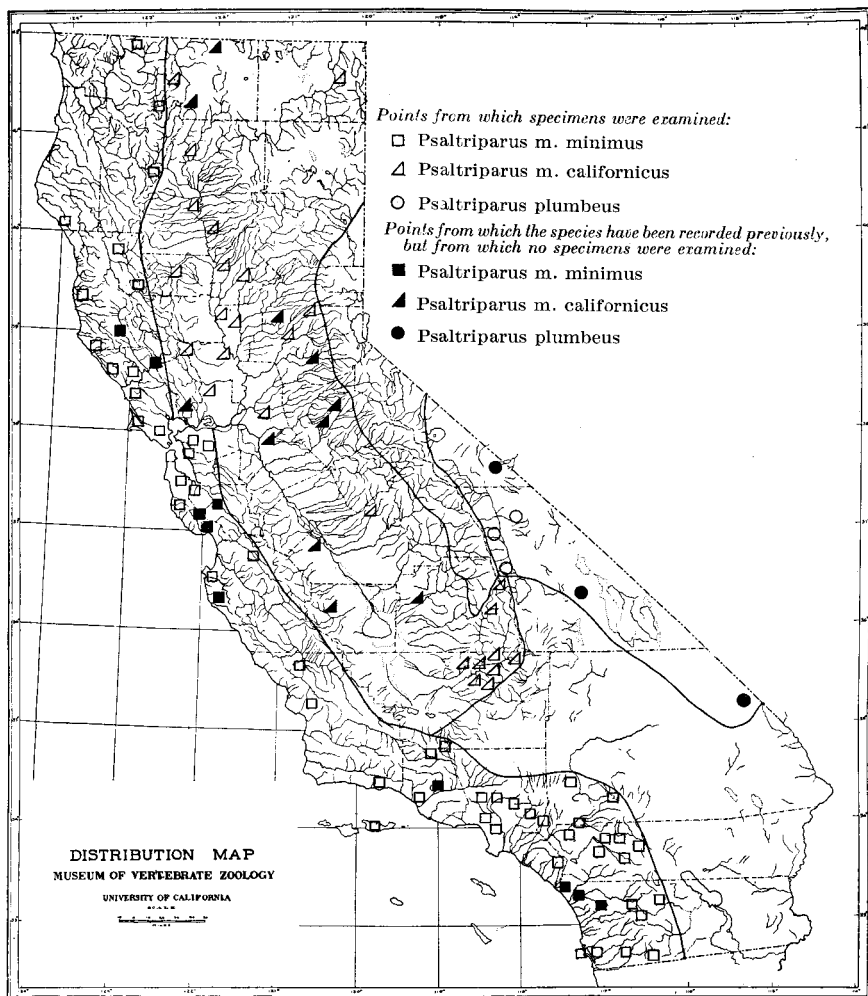 Points from which specimens were examined:
Psaltriparus m. minimus
Psaltriparus m. californicus
Psaltriparus plumbeus
Points from which the species have been recorded previously,
but from which no specimens were examined:
Psaltriparus m. minimus
Psaltriparus m. californicus
Psaltriparus plumbeus
DISTRIBUTION MAP
MUSEUM OF VERTEBRATE ZOOLOGY
UNIVERSITY OF CALIFORNIA
SCALE